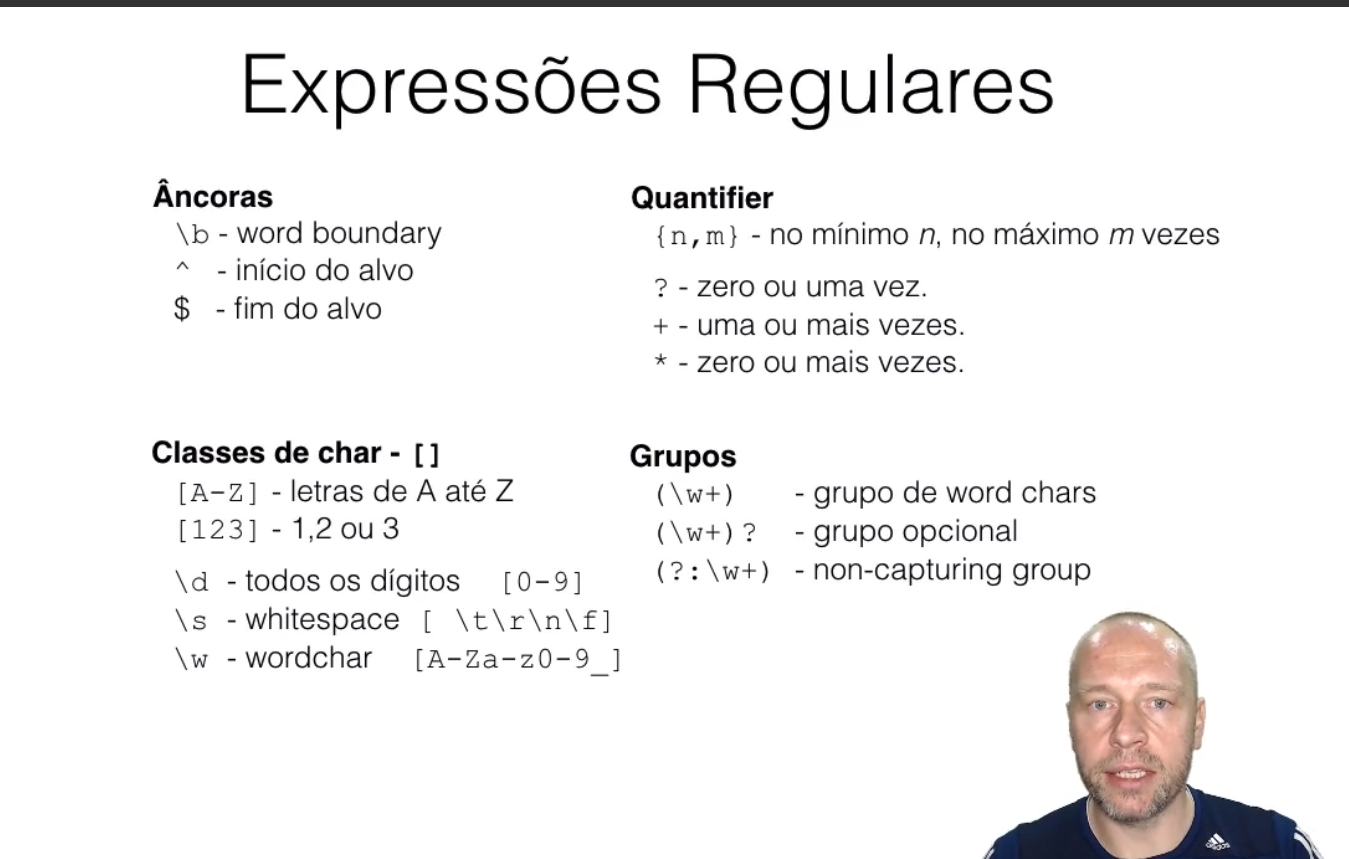 Expressões Regulares
Âncoras
\b - word boundary
^ - início do alvo
$ - fim do alvo
Quantifier
{n,m} - no mínimo n, no máximo m vezes
? - zero ou uma vez.
+ - uma ou mais vezes.
* - zero ou mais vezes.
Classes de char - []
[A-Z] - letras de A até Z
[123] - 1,2 ou 3
\d - todos os dígitos [0-9]
\s - whitespace [ \t\r\n\f]
\w - wordchar [A-Za-z0-9_]
Grupos
(\w+) - grupo de word chars
(\w+)? - grupo opcional
(?:\w+) - non-capturing group
adidas